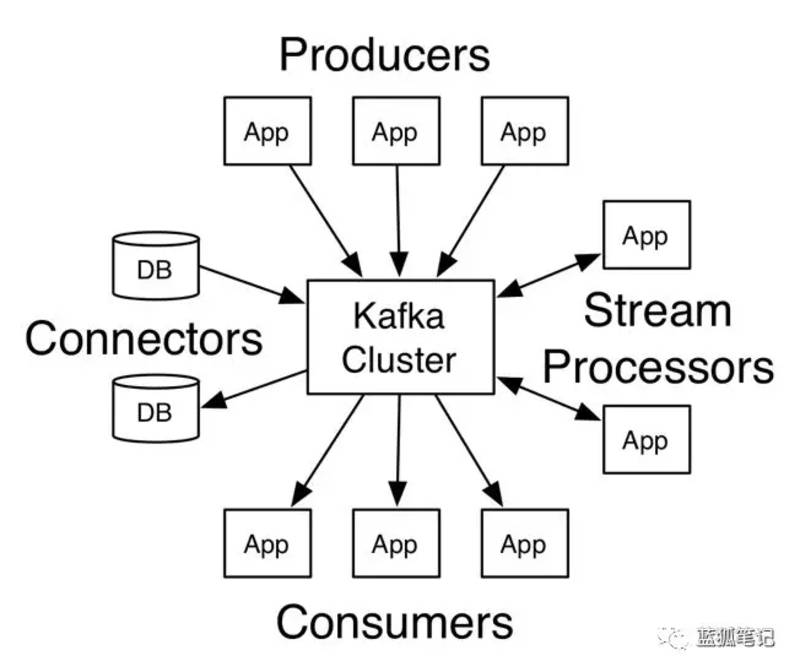 Producers
App
App
App
App
DB
Kafka
Cluster
Stream
Processors
Connectors
DB
App
App
App
App
Consumers
蓝狐笔记